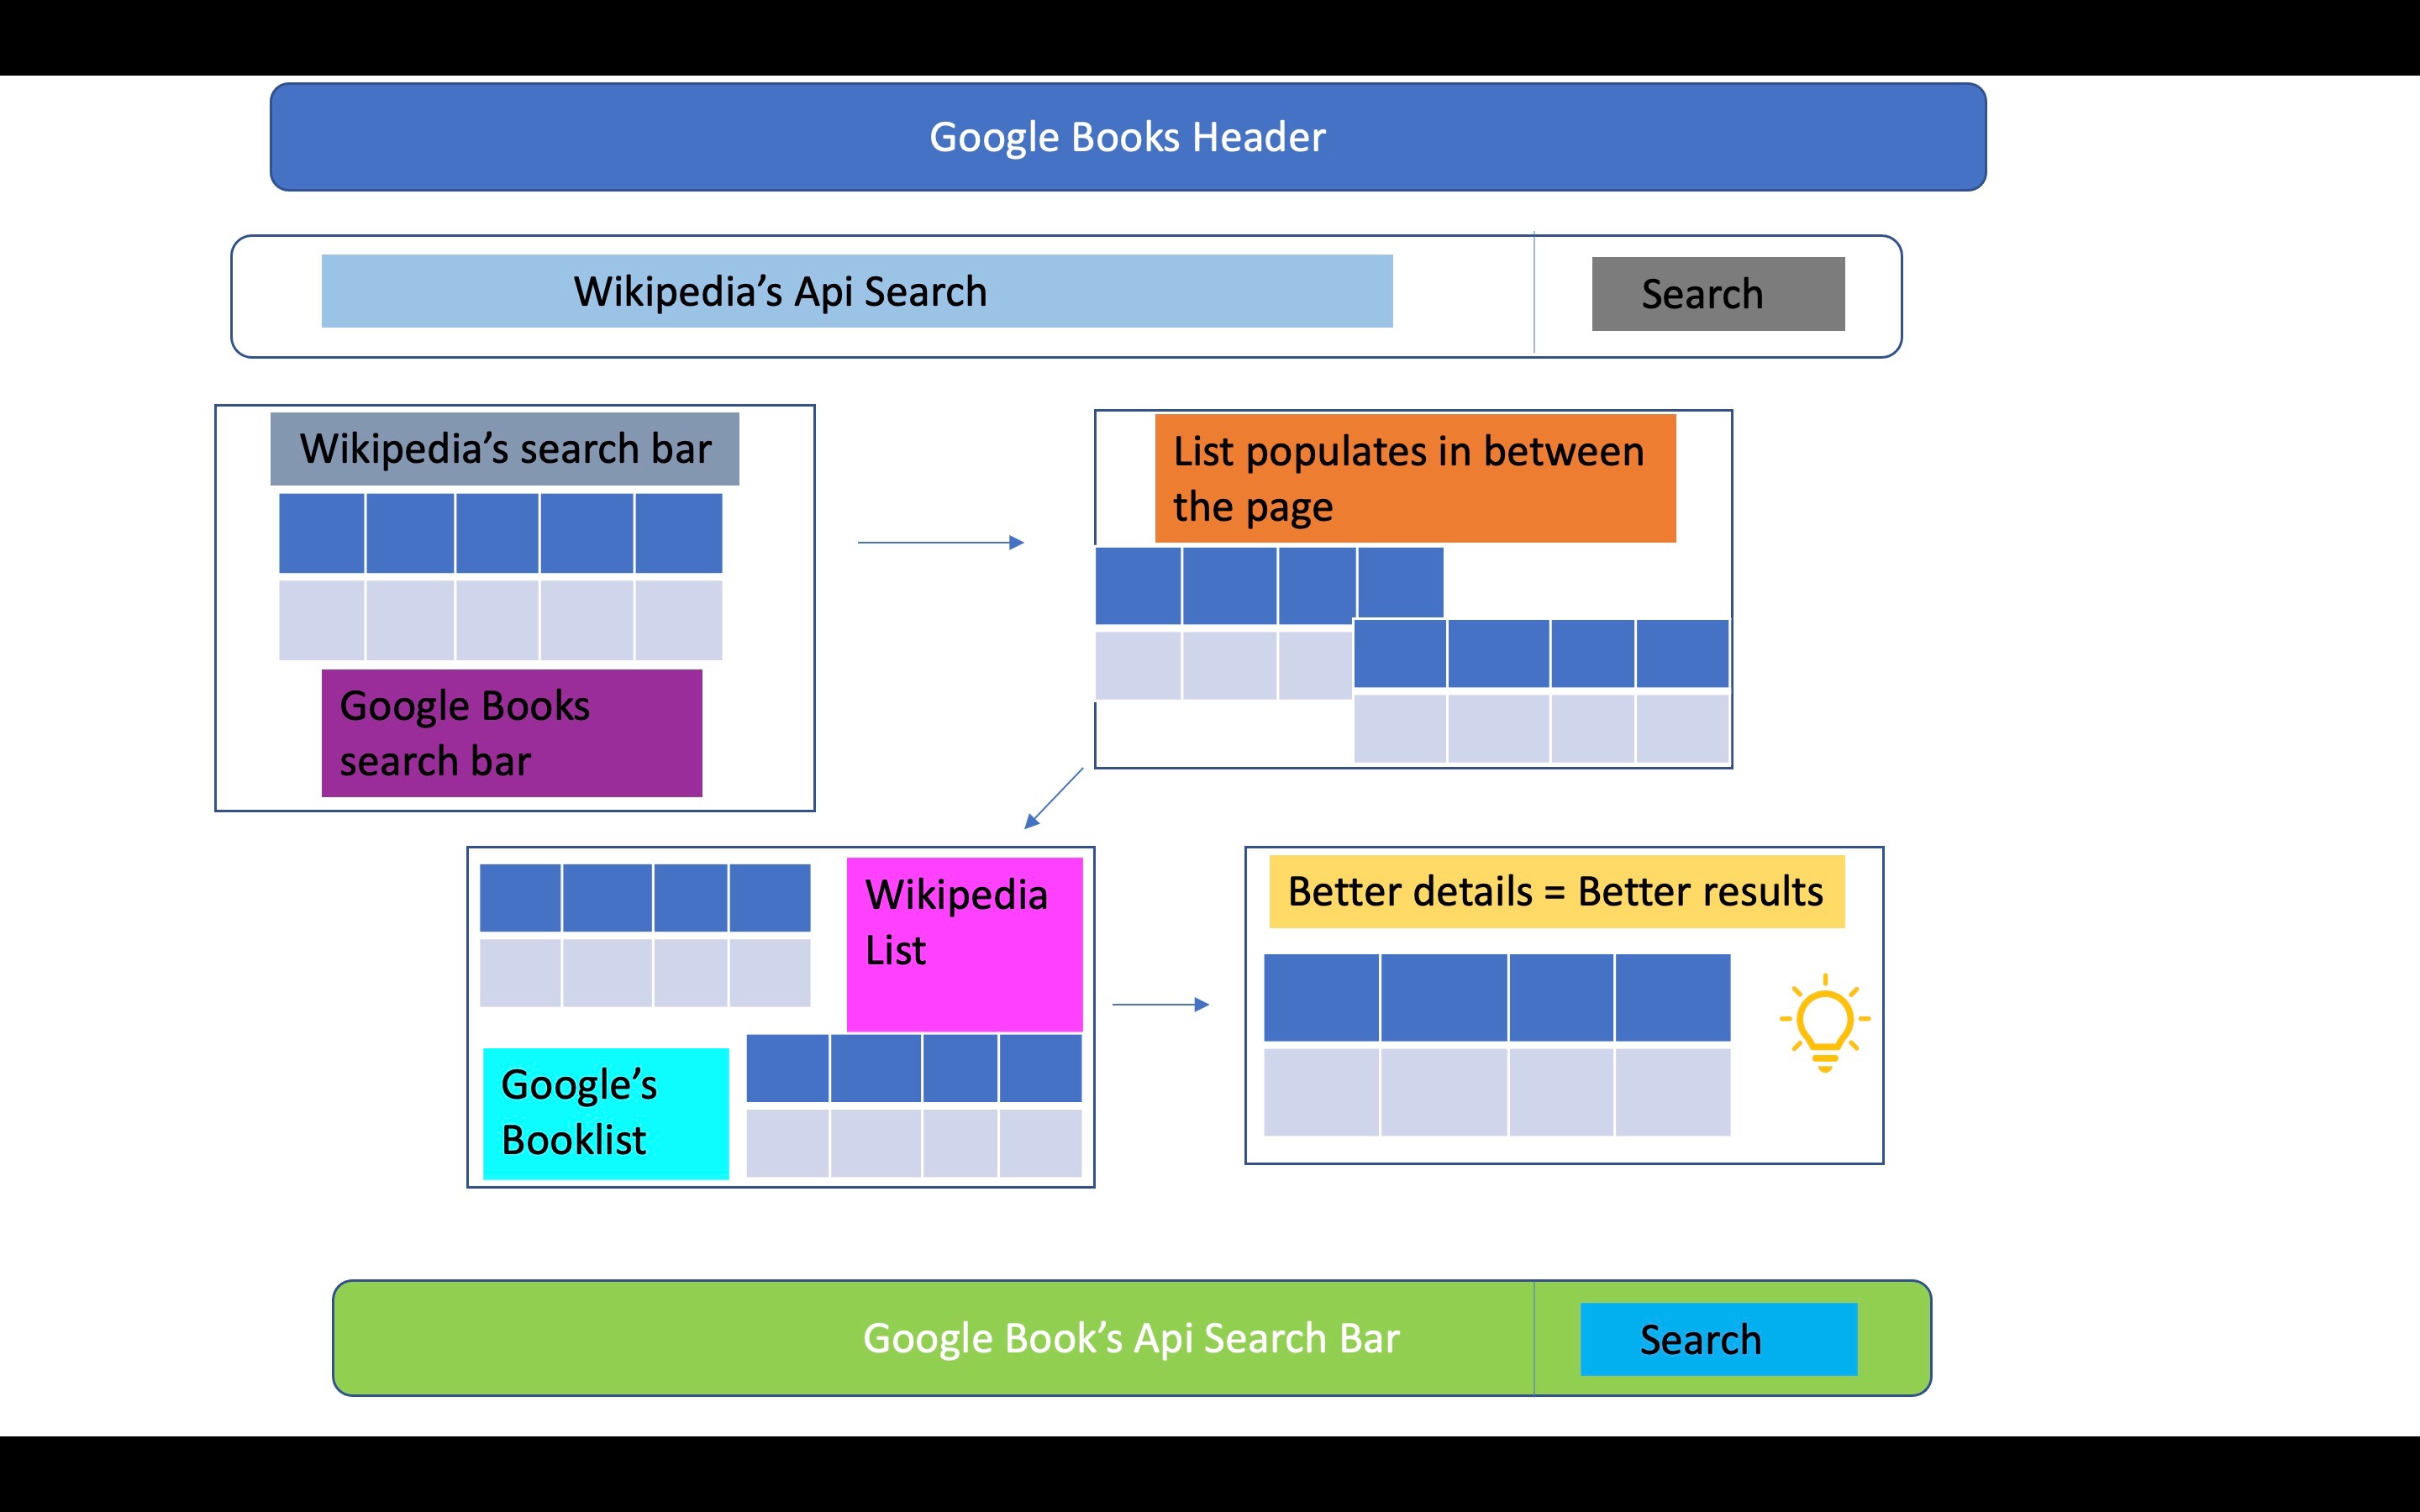 Google Books Header
Wikipedia’s Api Search
Search
Wikipedia’s search bar
Google Books
search bar
List populates in between
the page
Wikipedia
List
Google’s
Booklist
Better details = Better results
Google Book’s Api Search Bar
Search